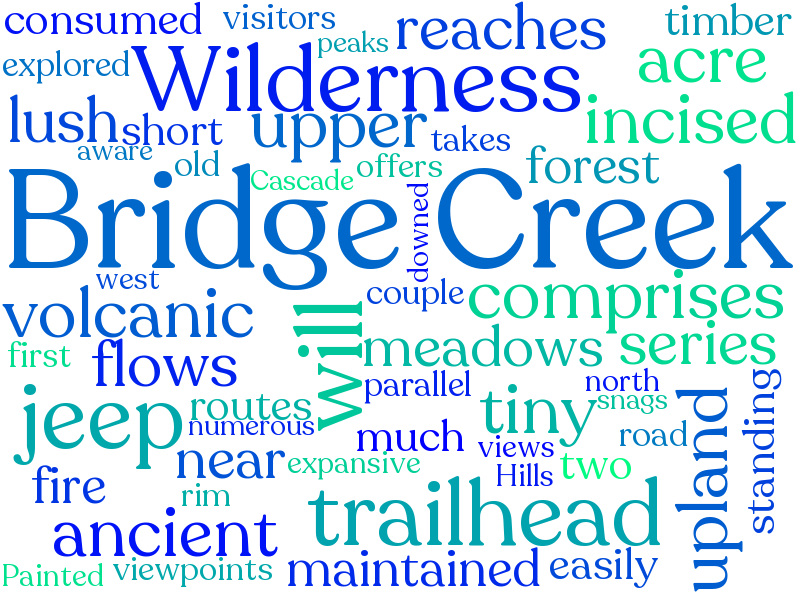 consumed
visitors
peaks
reaches
timber
explored
Wilderness
acre
lush
short
upper
takes
incised
aware
old
Cascade
offers
forest
Bridge Creek
downed
west
couple
comprises
volcanic
will
meadows
series
first
flows
parallel
north
snags
jeep
routes
numerous
much
tiny
views
road
upland
standing
near
expansive
Hills
two
fire
rim
trailhead
ancient
Painted
viewpoints
maintained
easily